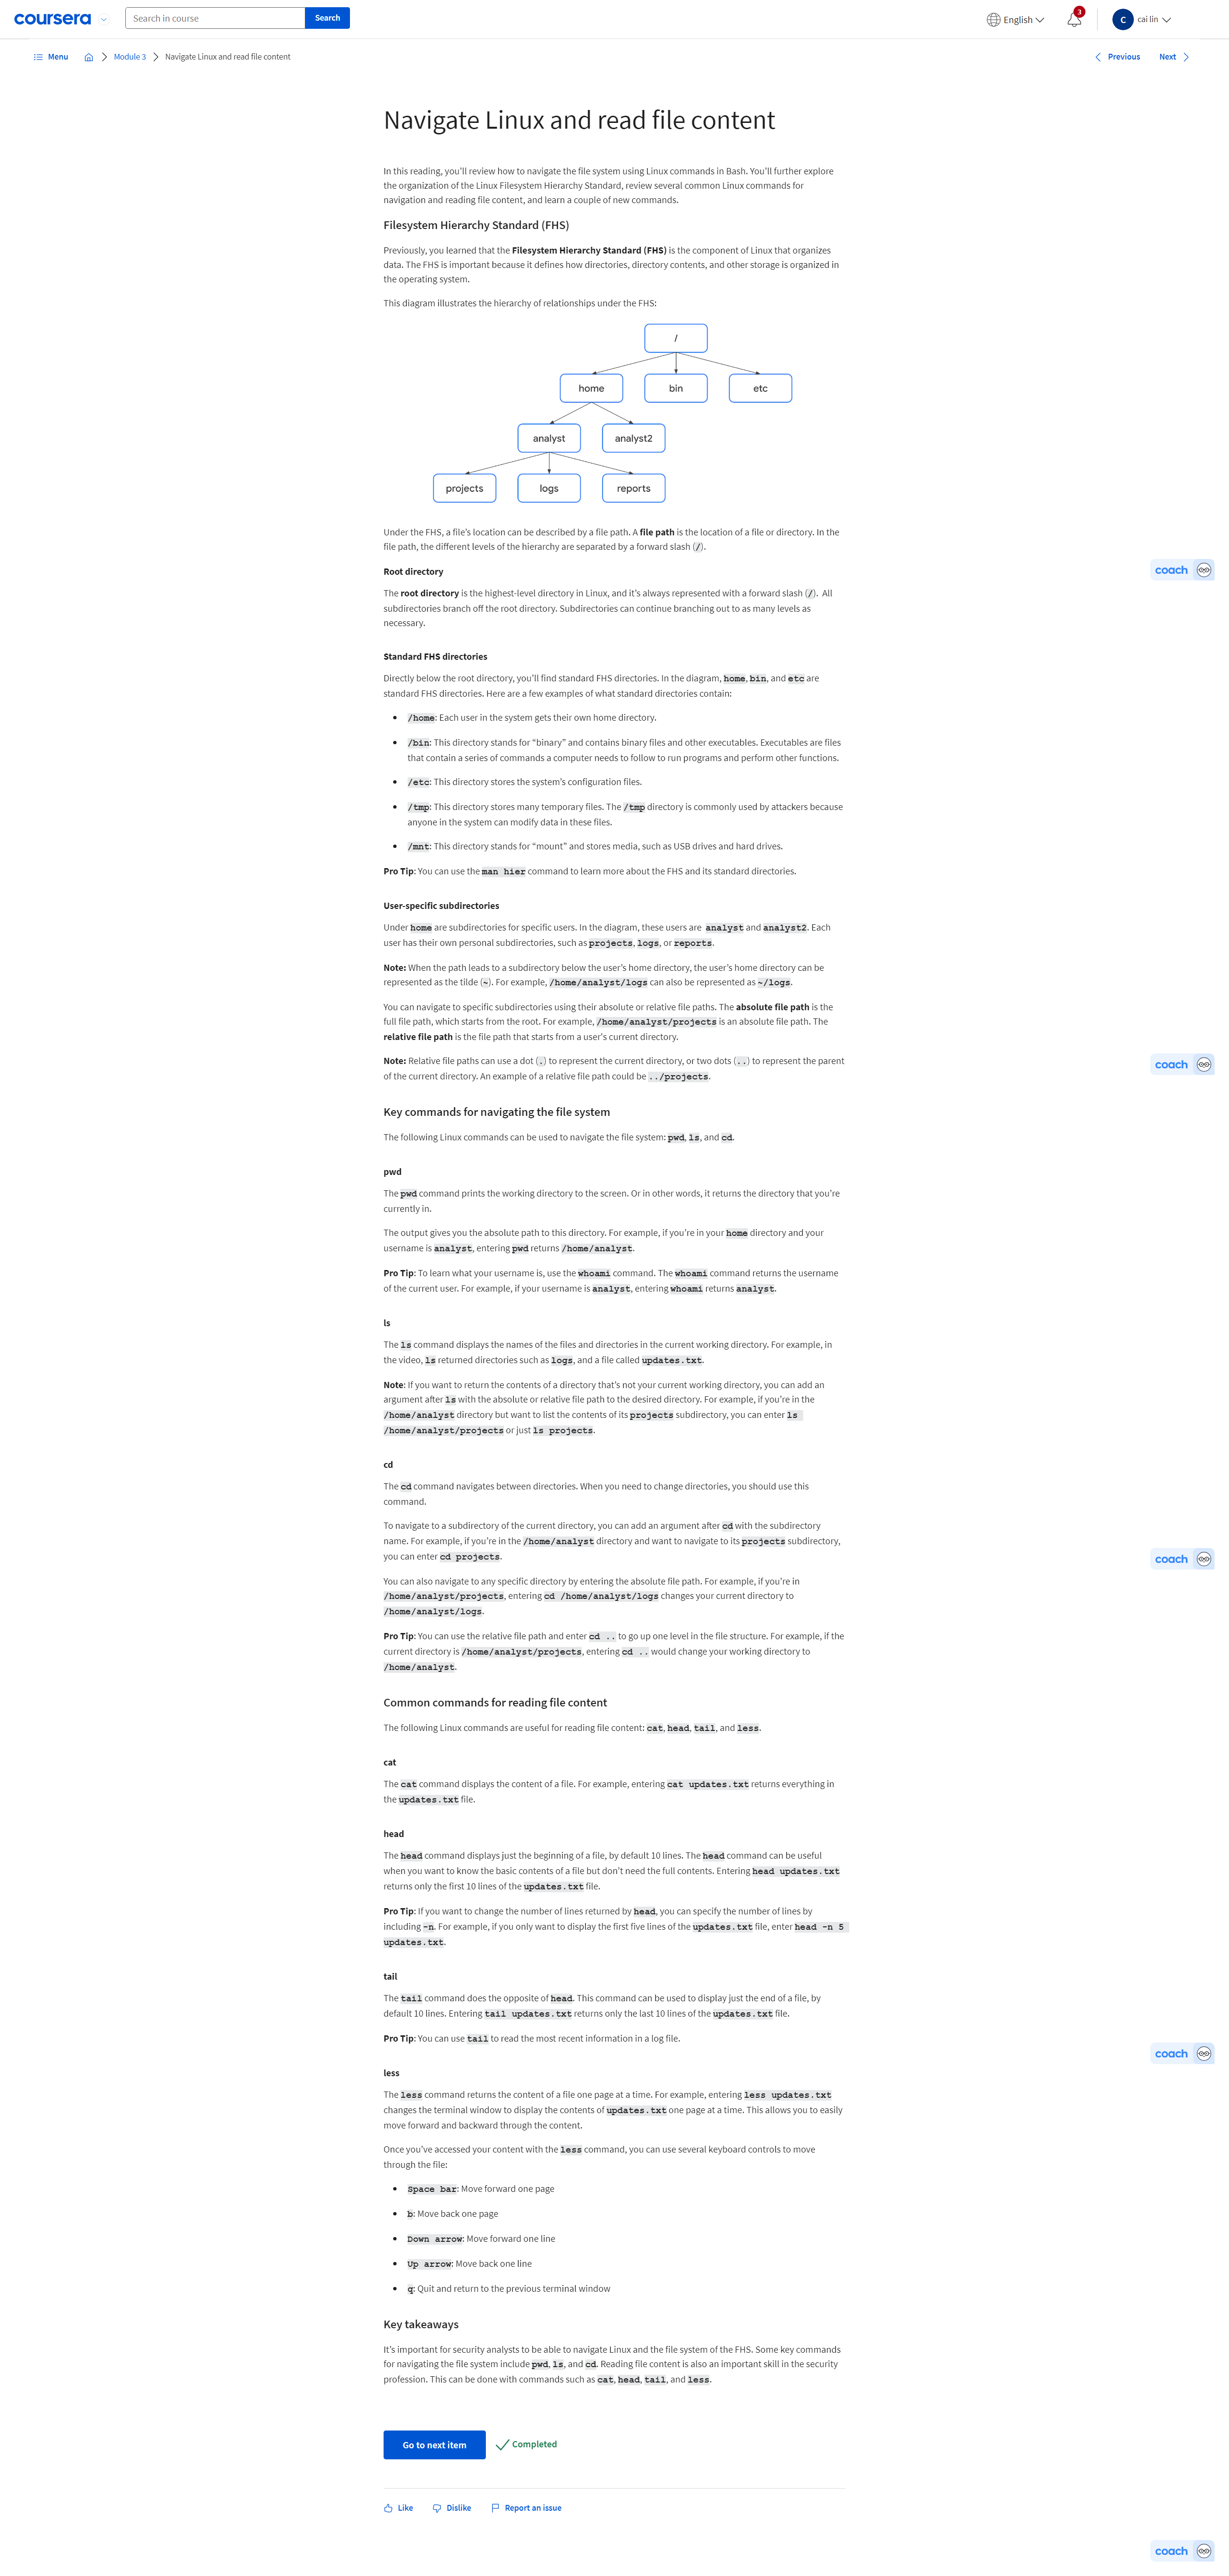 coursera
Search in course
Search
English
3
C
cai lin
Menu
Module 3
Navigate Linux and read file content
Previous
Next
Navigate Linux and read file content
In this reading, you’ll review how to navigate the file system using Linux commands in Bash. You’ll further explore
the organization of the Linux Filesystem Hierarchy Standard, review several common Linux commands for
navigation and reading file content, and learn a couple of new commands.
Filesystem Hierarchy Standard (FHS)
Previously, you learned that the Filesystem Hierarchy Standard (FHS) is the component of Linux that organizes
data. The FHS is important because it defines how directories, directory contents, and other storage is organized in
the operating system.
This diagram illustrates the hierarchy of relationships under the FHS:
/
home
bin
etc
analyst
analyst2
projects
logs
reports
Under the FHS, a file’s location can be described by a file path. A file path is the location of a file or directory. In the
file path, the different levels of the hierarchy are separated by a forward slash (/).
coach
Root directory
The root directory is the highest-level directory in Linux, and it’s always represented with a forward slash (/). All
subdirectories branch off the root directory. Subdirectories can continue branching out to as many levels as
necessary.
Standard FHS directories
Directly below the root directory, you’ll find standard FHS directories. In the diagram, home, bin, and etc are
standard FHS directories. Here are a few examples of what standard directories contain:
• /home: Each user in the system gets their own home directory.
• /bin: This directory stands for “binary” and contains binary files and other executables. Executables are files
that contain a series of commands a computer needs to follow to run programs and perform other functions.
• /etc: This directory stores the system’s configuration files.
• /tmp: This directory stores many temporary files. The /tmp directory is commonly used by attackers because
anyone in the system can modify data in these files.
• /mnt: This directory stands for “mount” and stores media, such as USB drives and hard drives.
Pro Tip: You can use the man hier command to learn more about the FHS and its standard directories.
User-specific subdirectories
Under home are subdirectories for specific users. In the diagram, these users are analyst and analyst2. Each
user has their own personal subdirectories, such as projects, logs, or reports.
Note: When the path leads to a subdirectory below the user’s home directory, the user’s home directory can be
represented as the tilde (~). For example, /home/analyst/logs can also be represented as ~/logs.
You can navigate to specific subdirectories using their absolute or relative file paths. The absolute file path is the
full file path, which starts from the root. For example, /home/analyst/projects is an absolute file path. The
relative file path is the file path that starts from a user's current directory.
Note: Relative file paths can use a dot (.) to represent the current directory, or two dots (..) to represent the parent
of the current directory. An example of a relative file path could be ../projects.
coach
Key commands for navigating the file system
The following Linux commands can be used to navigate the file system: pwd, ls, and cd.
pwd
The pwd command prints the working directory to the screen. Or in other words, it returns the directory that you’re
currently in.
The output gives you the absolute path to this directory. For example, if you’re in your home directory and your
username is analyst, entering pwd returns /home/analyst.
Pro Tip: To learn what your username is, use the whoami command. The whoami command returns the username
of the current user. For example, if your username is analyst, entering whoami returns analyst.
ls
The ls command displays the names of the files and directories in the current working directory. For example, in
the video, ls returned directories such as logs, and a file called updates.txt.
Note: If you want to return the contents of a directory that’s not your current working directory, you can add an
argument after ls with the absolute or relative file path to the desired directory. For example, if you’re in the
/home/analyst directory but want to list the contents of its projects subdirectory, you can enter ls
/home/analyst/projects or just ls projects.
cd
The cd command navigates between directories. When you need to change directories, you should use this
command.
To navigate to a subdirectory of the current directory, you can add an argument after cd with the subdirectory
name. For example, if you’re in the /home/analyst directory and want to navigate to its projects subdirectory,
you can enter cd projects.
coach
You can also navigate to any specific directory by entering the absolute file path. For example, if you’re in
/home/analyst/projects, entering cd /home/analyst/logs changes your current directory to
/home/analyst/logs.
Pro Tip: You can use the relative file path and enter cd .. to go up one level in the file structure. For example, if the
current directory is /home/analyst/projects, entering cd .. would change your working directory to
/home/analyst.
Common commands for reading file content
The following Linux commands are useful for reading file content: cat, head, tail, and less.
cat
The cat command displays the content of a file. For example, entering cat updates.txt returns everything in
the updates.txt file.
head
The head command displays just the beginning of a file, by default 10 lines. The head command can be useful
when you want to know the basic contents of a file but don’t need the full contents. Entering head updates.txt
returns only the first 10 lines of the updates.txt file.
Pro Tip: If you want to change the number of lines returned by head, you can specify the number of lines by
including -n. For example, if you only want to display the first five lines of the updates.txt file, enter head -n 5
updates.txt.
tail
The tail command does the opposite of head. This command can be used to display just the end of a file, by
default 10 lines. Entering tail updates.txt returns only the last 10 lines of the updates.txt file.
Pro Tip: You can use tail to read the most recent information in a log file.
coach
less
The less command returns the content of a file one page at a time. For example, entering less updates.txt
changes the terminal window to display the contents of updates.txt one page at a time. This allows you to easily
move forward and backward through the content.
Once you’ve accessed your content with the less command, you can use several keyboard controls to move
through the file:
• Space bar: Move forward one page
• b: Move back one page
• Down arrow: Move forward one line
• Up arrow: Move back one line
• q: Quit and return to the previous terminal window
Key takeaways
It’s important for security analysts to be able to navigate Linux and the file system of the FHS. Some key commands
for navigating the file system include pwd, ls, and cd. Reading file content is also an important skill in the security
profession. This can be done with commands such as cat, head, tail, and less.
Go to next item
Completed
Like
Dislike
Report an issue
coach